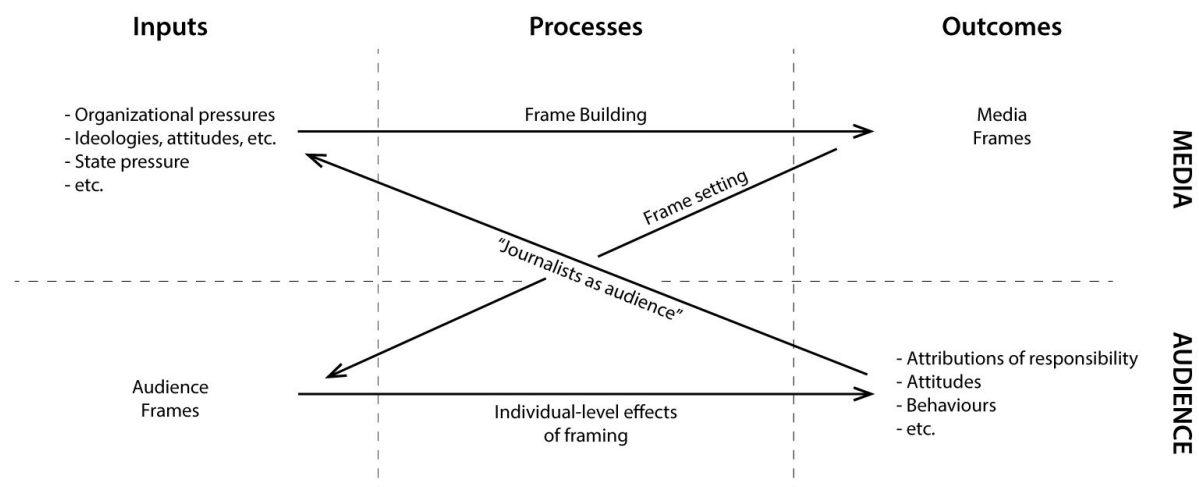 Inputs
Processes
Outcomes
- Organizational pressures
- Ideologies, attitudes, etc.
- State pressure
- etc.
Frame Building
Media
Frames
MEDIA
Frame setting
“Journalists as audience”
Audience
Frames
Individual-level effects
of framing
- Attributions of responsibility
- Attitudes
- Behaviours
- etc.
AUDIENCE